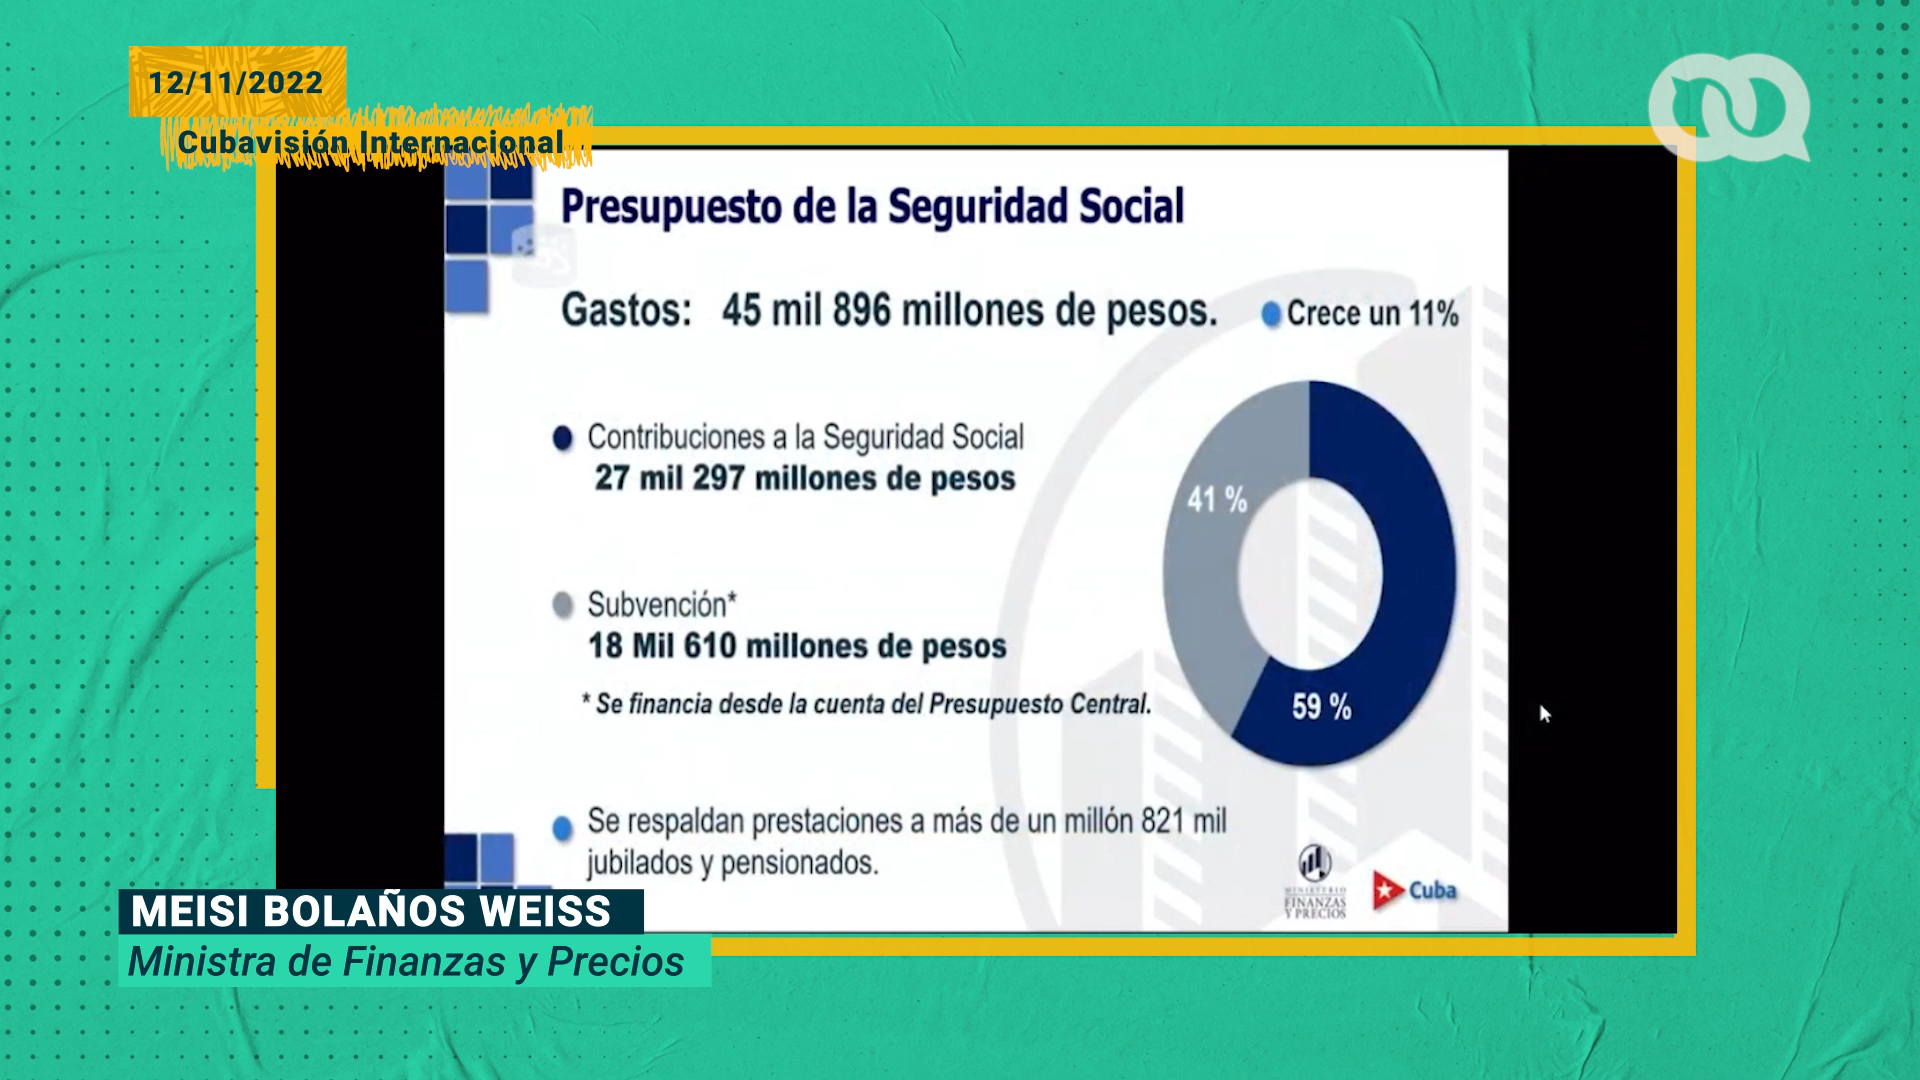 12/11/2022
Cubavisión Internacional
Presupuesto de la Seguridad Social
Gastos: 45 mil 896 millones de pesos.
Crece un 11%
Contribuciones a la Seguridad Social
27 mil 297 millones de pesos
41 %
Subvención*
18 Mil 610 millones de pesos
* Se financia desde la cuenta del Presupuesto Central.
59 %
Se respaldan prestaciones a más de un millón 821 mil
jubilados y pensionados.
MINISTERIO
FINANZAS
Y PRECIOS
Cuba
MEISI BOLAÑOS WEISS
Ministra de Finanzas y Precios